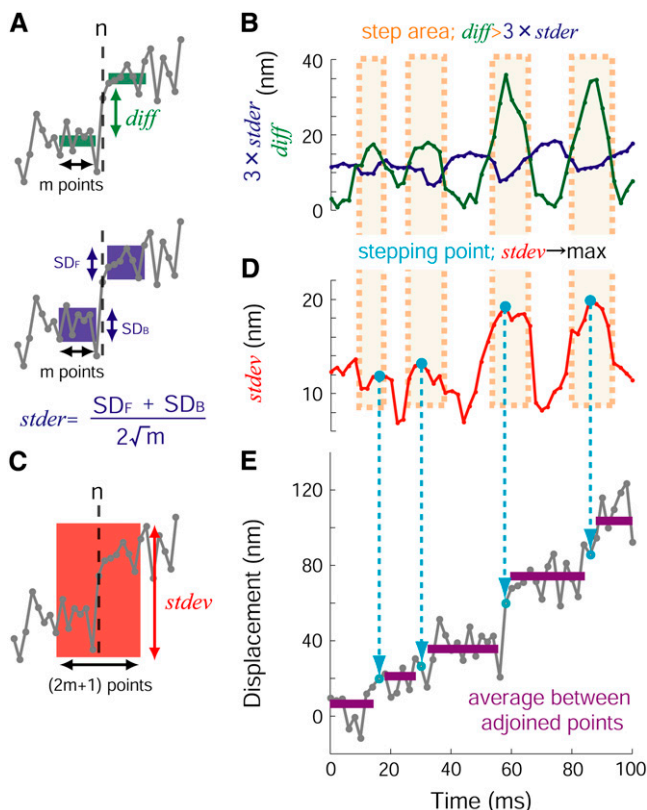 A
n
diff
m points
SDF
SDB
m points
stder= SDF + SDB
2√m
C
n
stdev
(2m+1) points
B
step area; diff>3 × stder
3 × stder
diff
(nm)
40
20
0
D
stepping point; stdev→max
stdev (nm)
20
10
E
Displacement (nm)
120
80
40
0
average between
adjoined points
0 20 40 60 80 100
Time (ms)